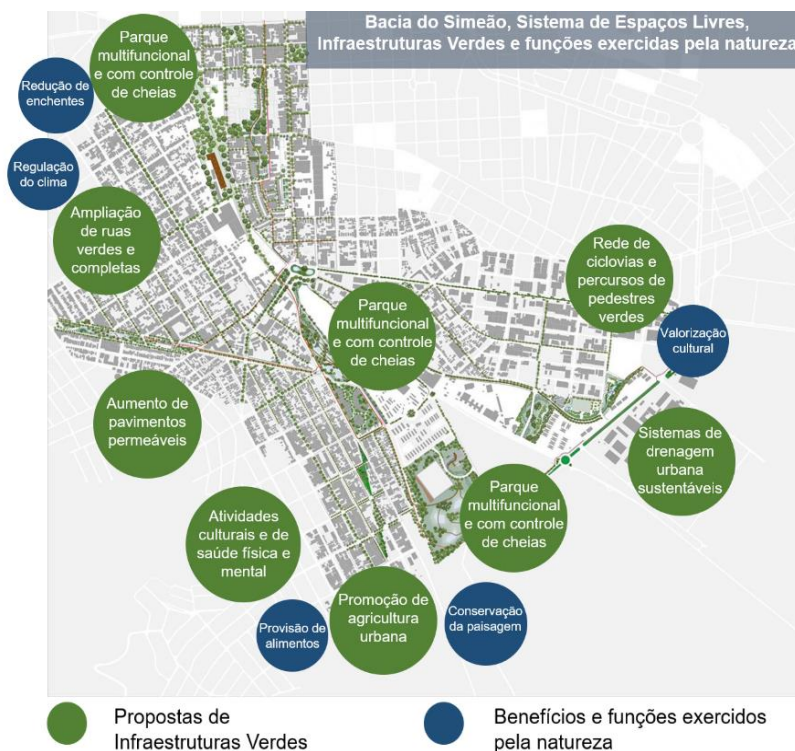 Bacia do Simeão, Sistema de Espaços Livres,
Infraestruturas Verdes e funções exercidas pela natureza
Parque
multifuncional
e com controle
de cheias
Redução de
enchentes
Regulação
do clima
Ampliação
de ruas
verdes e
completas
Rede de
ciclovias e
percursos de
pedestres
verdes
Parque
multifuncional
e com controle
de cheias
Valorização
cultural
Aumento de
pavimentos
permeáveis
Sistemas de
drenagem
urbana
sustentáveis
Parque
multifuncional
e com controle
de cheias
Atividades
culturais e de
saúde física e
mental
Provisão de
alimentos
Promoção de
agricultura
urbana
Conservação
da paisagem
Propostas de
Infraestruturas Verdes
Benefícios e funções exercidos
pela natureza